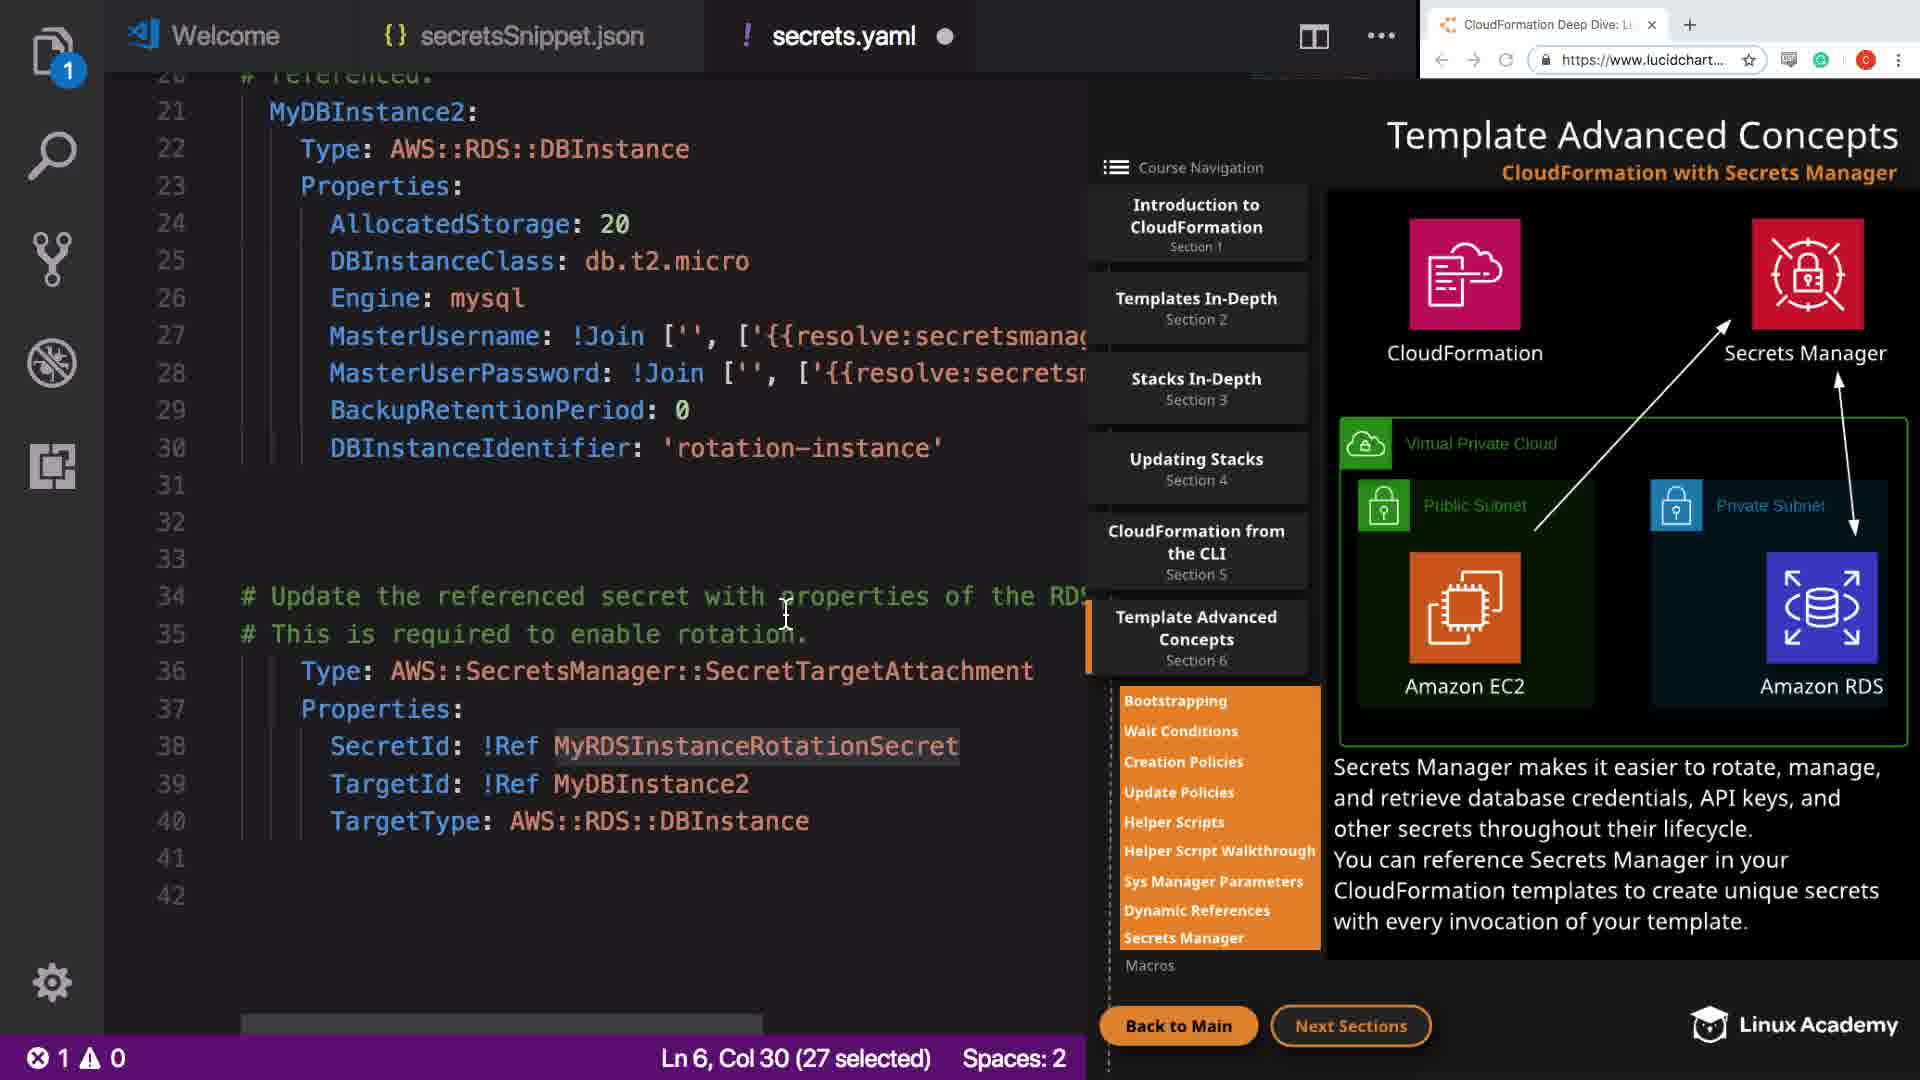 Welcome
{} secretsSnippet.json
! secrets.yaml
1
CloudFormation Deep Dive: Li
https://www.lucidchart...
C
# referenced.
21 MyDBInstance2:
22 Type: AWS::RDS::DBInstance
23 Properties:
24 AllocatedStorage: 20
25 DBInstanceClass: db.t2.micro
26 Engine: mysql
27 MasterUsername: !Join ['', ['{{resolve:secretsmanag
28 MasterUserPassword: !Join ['', ['{{resolve:secretsm
29 BackupRetentionPeriod: 0
30 DBInstanceIdentifier: 'rotation-instance'
31
32
33
34 # Update the referenced secret with properties of the RDS
35 # This is required to enable rotation.
36 Type: AWS::SecretsManager::SecretTargetAttachment
37 Properties:
38 SecretId: !Ref MyRDSInstanceRotationSecret
39 TargetId: !Ref MyDBInstance2
40 TargetType: AWS::RDS::DBInstance
41
42
1 0
Ln 6, Col 30 (27 selected)
Spaces: 2
Template Advanced Concepts
CloudFormation with Secrets Manager
Course Navigation
Introduction to
CloudFormation
Section 1
Templates In-Depth
Section 2
Stacks In-Depth
Section 3
Updating Stacks
Section 4
CloudFormation from
the CLI
Section 5
Template Advanced
Concepts
Section 6
Bootstrapping
Wait Conditions
Creation Policies
Update Policies
Helper Scripts
Helper Script Walkthrough
Sys Manager Parameters
Dynamic References
Secrets Manager
Macros
Back to Main
Next Sections
CloudFormation
Secrets Manager
Virtual Private Cloud
Public Subnet
Private Subnet
Amazon EC2
Amazon RDS
Secrets Manager makes it easier to rotate, manage,
and retrieve database credentials, API keys, and
other secrets throughout their lifecycle.
You can reference Secrets Manager in your
CloudFormation templates to create unique secrets
with every invocation of your template.
Linux Academy